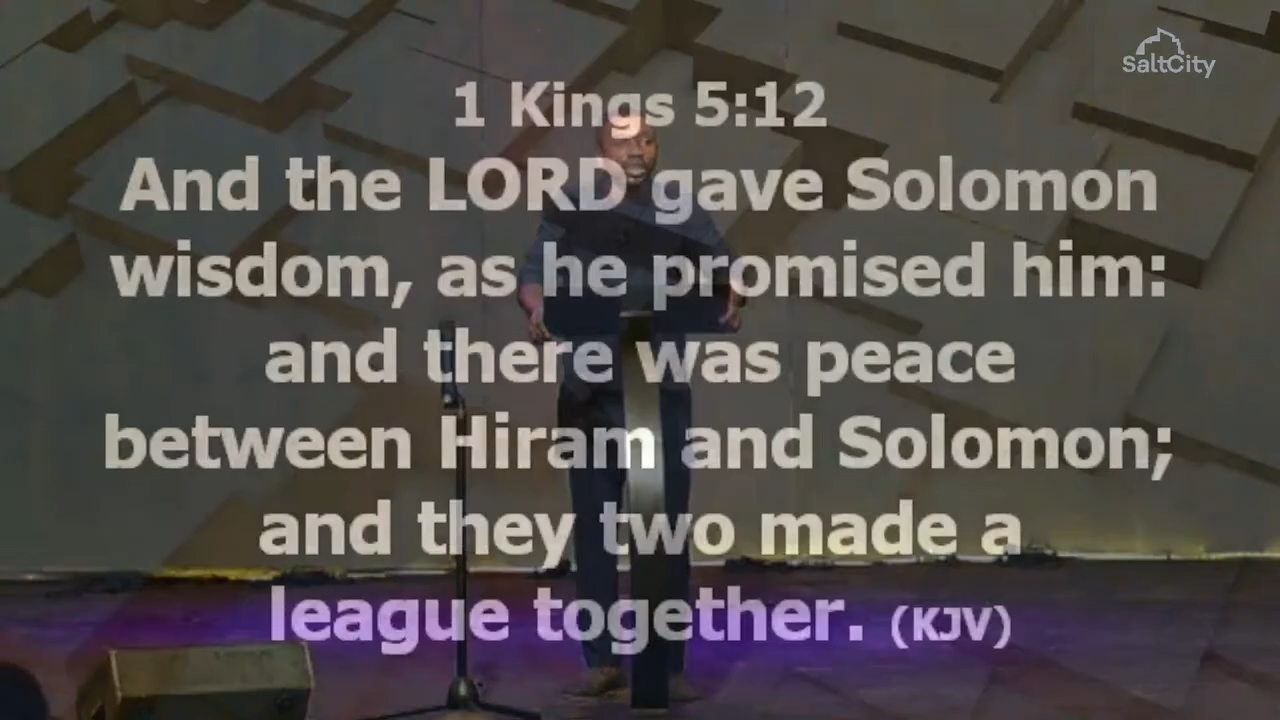 SaltCity
1 Kings 5:12
And the LORD gave Solomon
wisdom, as he promised him:
and there was peace
between Hiram and Solomon;
and they two made a
league together. (KJV)